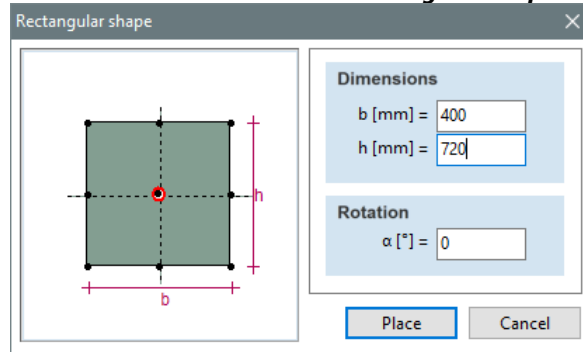 Rectangular shape
Dimensions
b [mm] = 400
h [mm] = 720
Rotation
α [°] = 0
h
b
Place Cancel